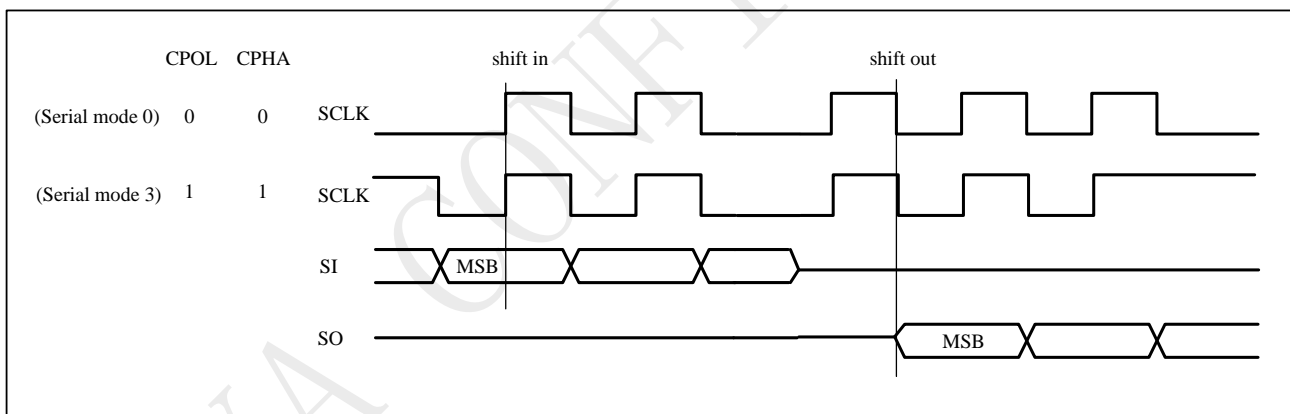 CPOL CPHA shift in shift out
(Serial mode 0) 0 0 SCLK
(Serial mode 3) 1 1 SCLK
SI MSB
SO MSB